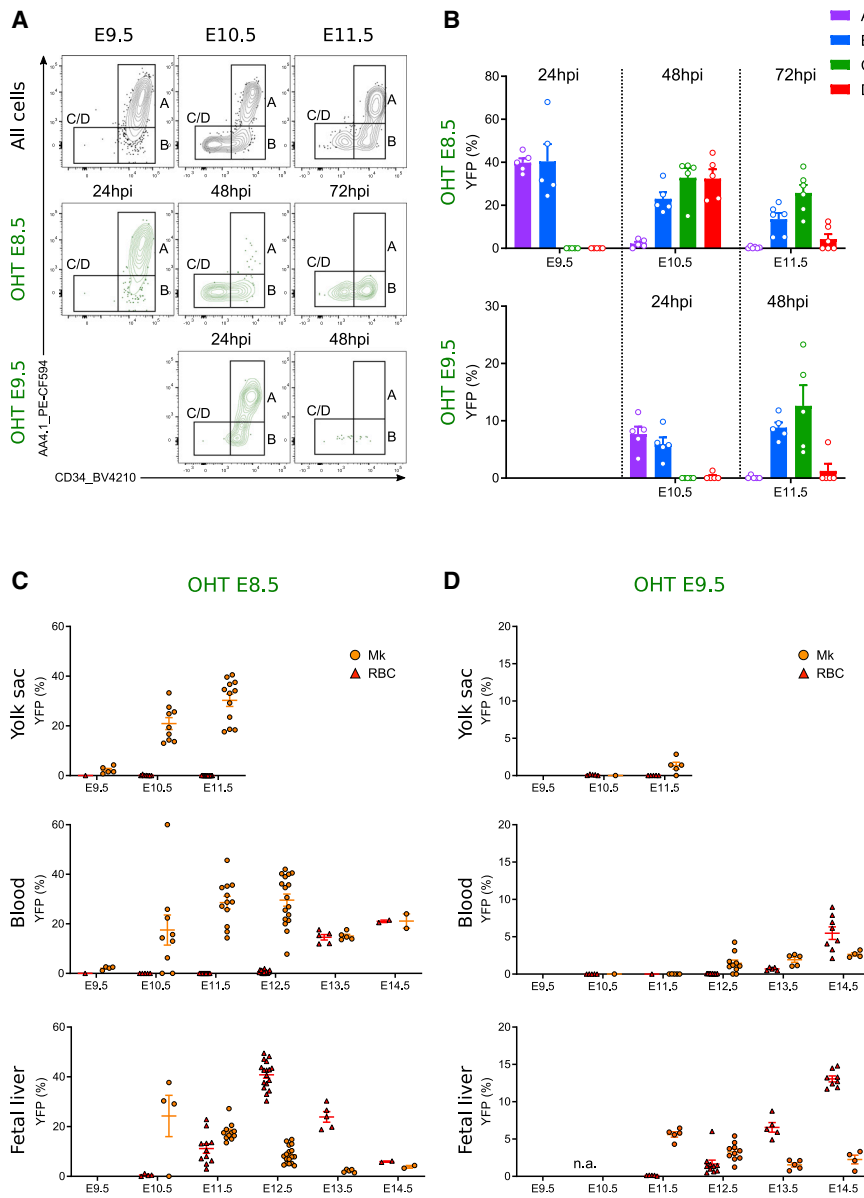 A
E9.5 E10.5 E11.5
All cells
C/D A B C/D A B C/D A B
24hpi 48hpi 72hpi
OHT E8.5
C/D A B C/D A B C/D A B
24hpi 48hpi
OHT E9.5
C/D A B C/D A B
AA4.1_PE-CF594
CD34_BV4210
B
A
24hpi 48hpi 72hpi
OHT E8.5
YFP (%)
80
60
40
20
0
E9.5 E10.5 E11.5
24hpi 48hpi
OHT E9.5
YFP (%)
30
20
10
0
E10.5 E11.5
C
OHT E8.5
Mk
RBC
Yolk sac
YFP (%)
60
40
20
0
E9.5 E10.5 E11.5
Blood
YFP (%)
60
40
20
0
E9.5 E10.5 E11.5 E12.5 E13.5 E14.5
Fetal liver
YFP (%)
60
40
20
0
E9.5 E10.5 E11.5 E12.5 E13.5 E14.5
D
OHT E9.5
Mk
RBC
Yolk sac
YFP (%)
20
15
10
5
0
E9.5 E10.5 E11.5
Blood
YFP (%)
20
15
10
5
0
E9.5 E10.5 E11.5 E12.5 E13.5 E14.5
Fetal liver
YFP (%)
20
15
10
5
0
n.a.
E9.5 E10.5 E11.5 E12.5 E13.5 E14.5